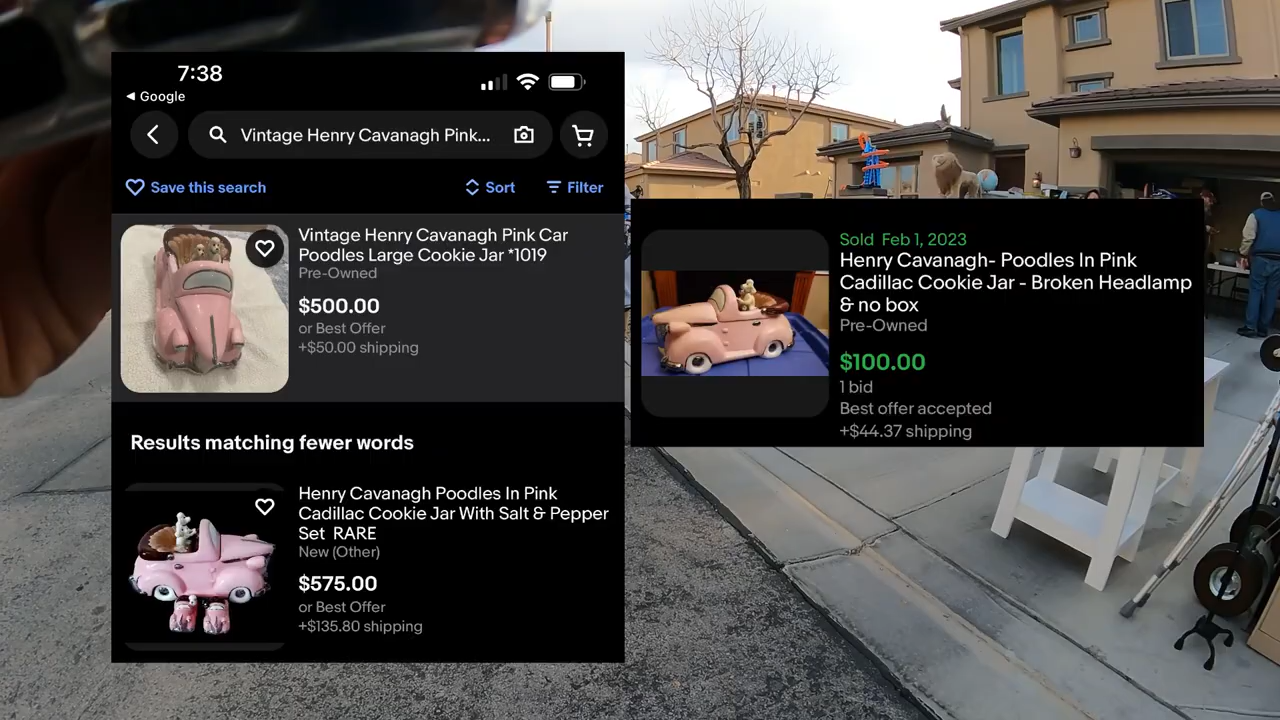 7:38
◀ Google
Vintage Henry Cavanagh Pink...
Save this search
Sort
Filter
Vintage Henry Cavanagh Pink Car
Poodles Large Cookie Jar *1019
Pre-Owned
$500.00
or Best Offer
+$50.00 shipping
Results matching fewer words
Henry Cavanagh Poodles In Pink
Cadillac Cookie Jar With Salt & Pepper
Set RARE
New (Other)
$575.00
or Best Offer
+$135.80 shipping
Sold Feb 1, 2023
Henry Cavanagh- Poodles In Pink
Cadillac Cookie Jar - Broken Headlamp
& no box
Pre-Owned
$100.00
1 bid
Best offer accepted
+$44.37 shipping